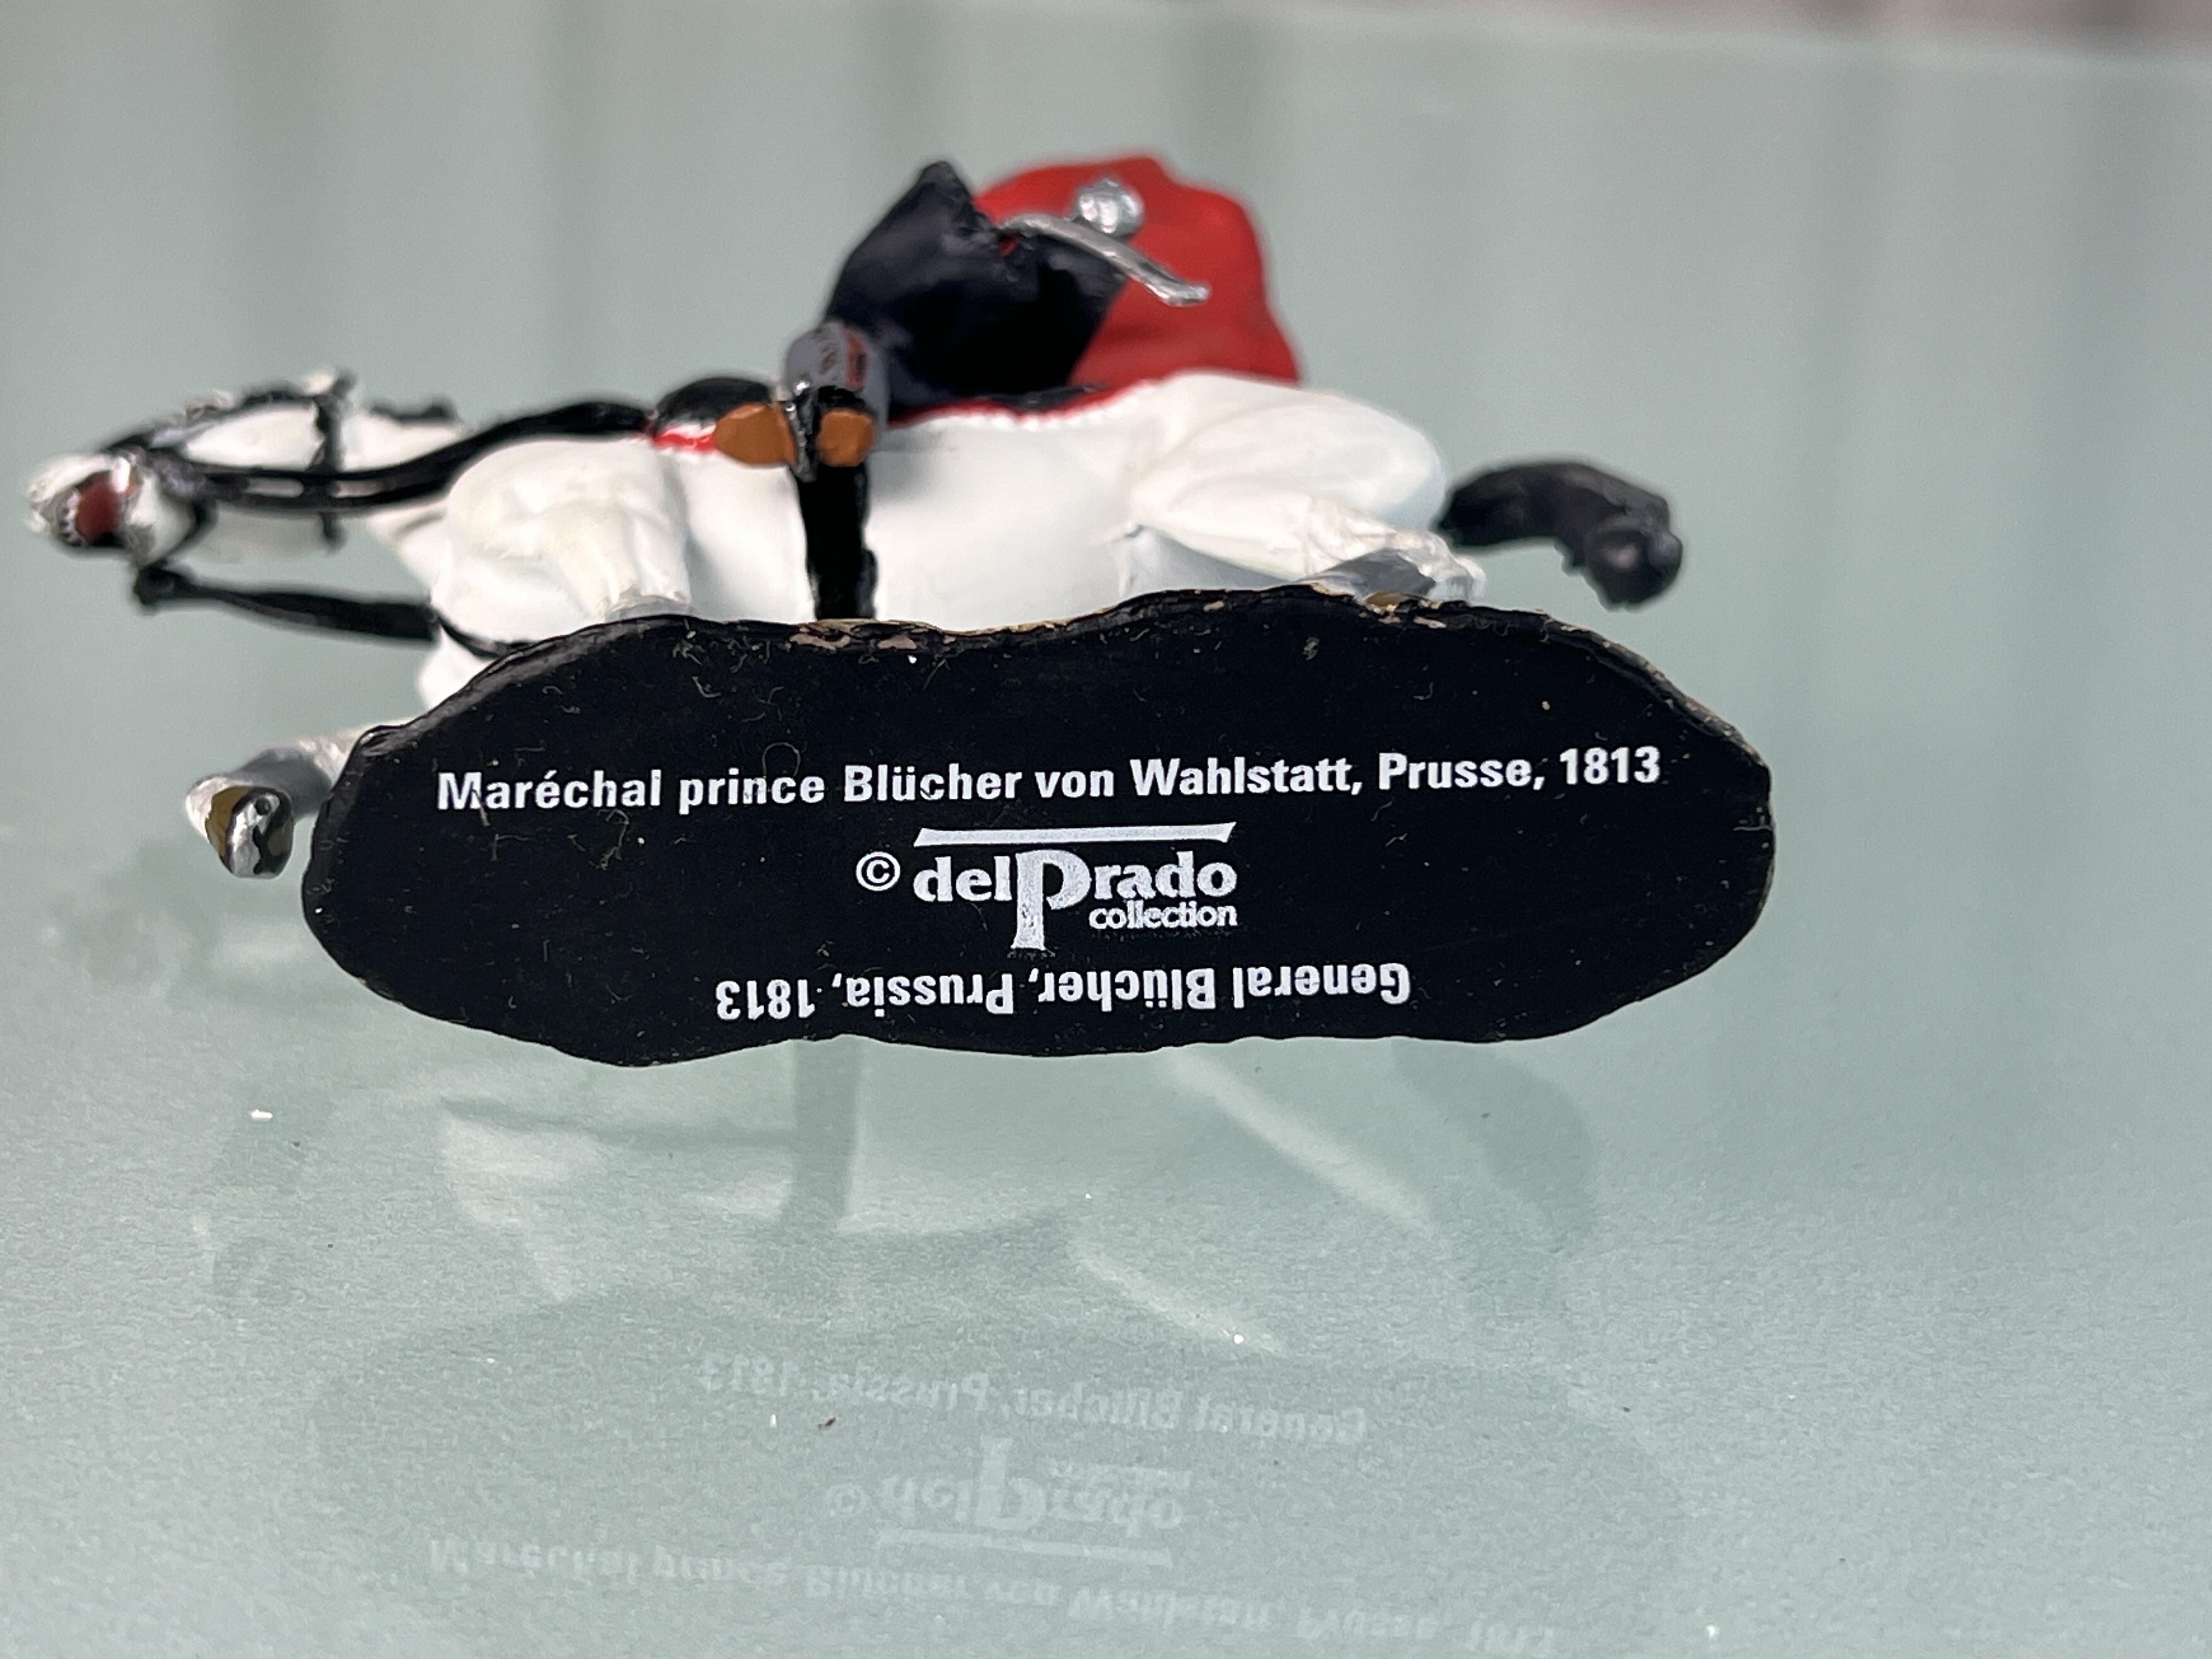 Maréchal prince Blücher von Wahlstatt, Prusse, 1813
© delPrado
collection
General Blücher, Prussia, 1813